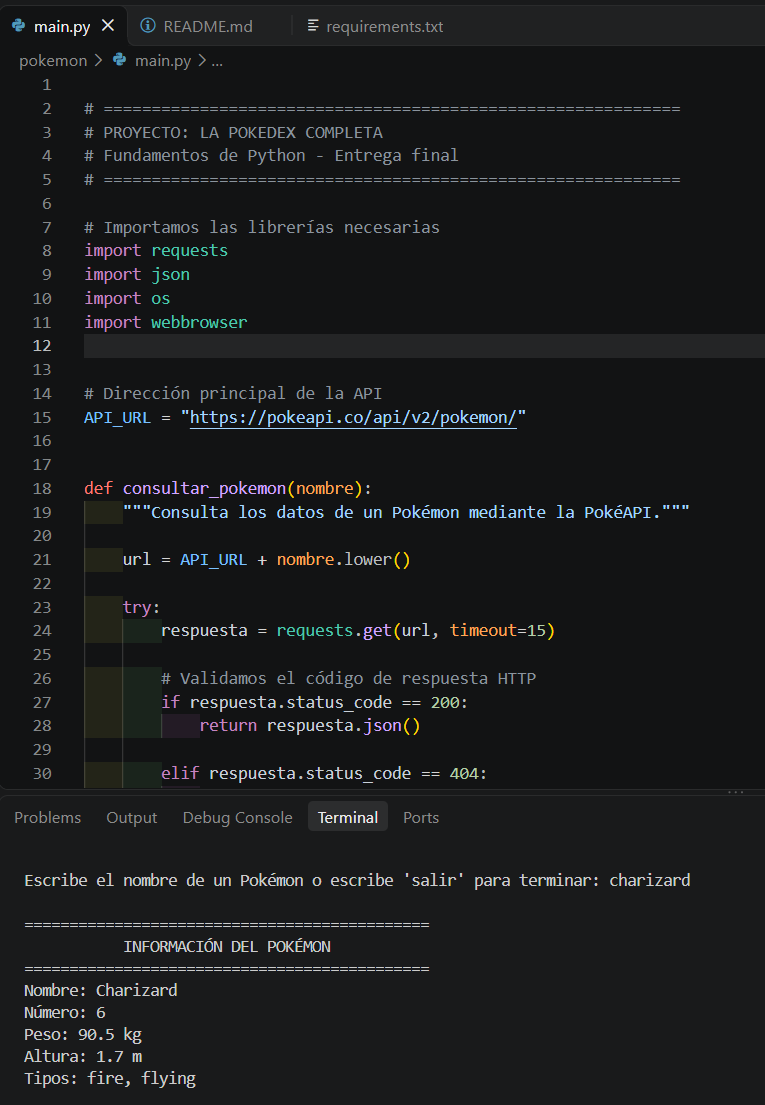 main.py README.md requirements.txt
pokemon > main.py > ...
1
2 # ============================================================
3 # PROYECTO: LA POKEDEX COMPLETA
4 # Fundamentos de Python - Entrega final
5 # ============================================================
6
7 # Importamos las librerías necesarias
8 import requests
9 import json
10 import os
11 import webbrowser
12
13
14 # Dirección principal de la API
15 API_URL = "https://pokeapi.co/api/v2/pokemon/"
16
17
18 def consultar_pokemon(nombre):
19     """Consulta los datos de un Pokémon mediante la PokéAPI."""
20
21     url = API_URL + nombre.lower()
22
23     try:
24         respuesta = requests.get(url, timeout=15)
25
26         # Validamos el código de respuesta HTTP
27         if respuesta.status_code == 200:
28             return respuesta.json()
29
30         elif respuesta.status_code == 404:
Problems Output Debug Console Terminal Ports
Escribe el nombre de un Pokémon o escribe 'salir' para terminar: charizard
=============================================
INFORMACIÓN DEL POKÉMON
=============================================
Nombre: Charizard
Número: 6
Peso: 90.5 kg
Altura: 1.7 m
Tipos: fire, flying